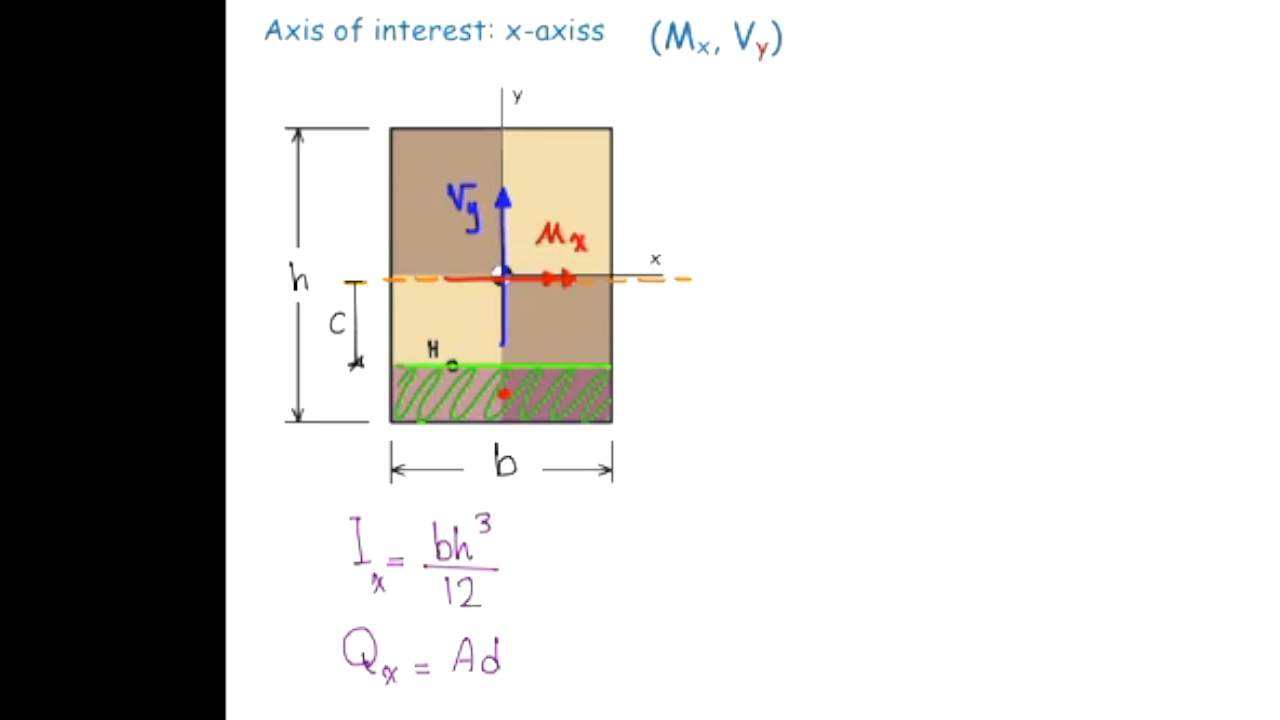 Axis of interest: x-axiss (Mₓ, Vy)
y
Vy
Mₓ
x
h
C
H
b
Iₓ = bh³/12
Qₓ = Ad